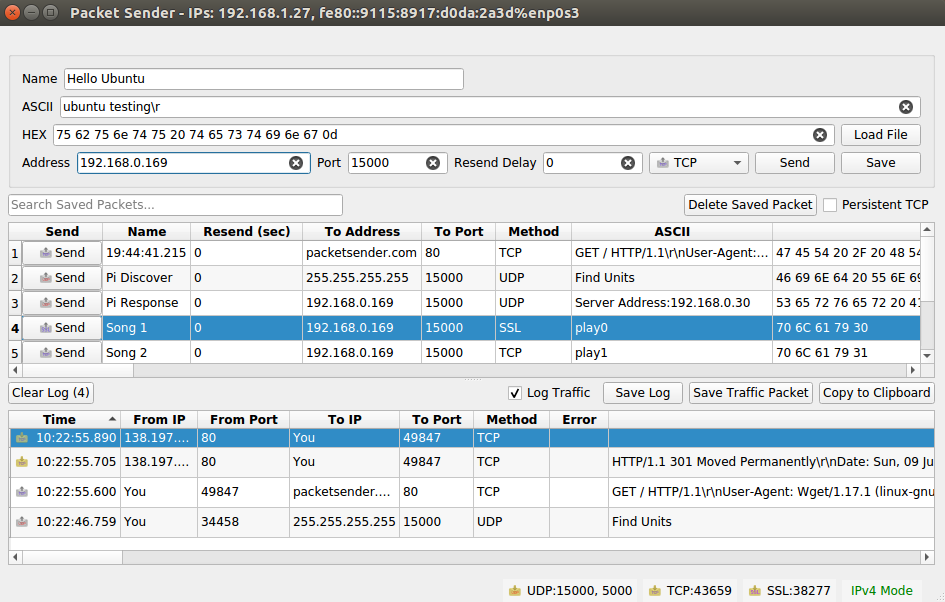 Packet Sender - IPs: 192.168.1.27, fe80::9115:8917:d0da:2a3d%enp0s3
Name Hello Ubuntu
ASCII ubuntu testing\r
HEX 75 62 75 6e 74 75 20 74 65 73 74 69 6e 67 0d Load File
Address 192.168.0.169 Port 15000 Resend Delay 0 TCP Send Save
Search Saved Packets... Delete Saved Packet Persistent TCP
Send Name Resend (sec) To Address To Port Method ASCII
1 Send 19:44:41.215 0 packetsender.com 80 TCP GET / HTTP/1.1\r\nUser-Agent:... 47 45 54 20 2F 20 48 54
2 Send Pi Discover 0 255.255.255.255 15000 UDP Find Units 46 69 6E 64 20 55 6E 69
3 Send Pi Response 0 192.168.0.169 15000 UDP Server Address:192.168.0.30 53 65 72 76 65 72 20 41
4 Send Song 1 0 192.168.0.169 15000 SSL play0 70 6C 61 79 30
5 Send Song 2 0 192.168.0.169 15000 TCP play1 70 6C 61 79 31
Clear Log (4) Log Traffic Save Log Save Traffic Packet Copy to Clipboard
Time From IP From Port To IP To Port Method Error
10:22:55.890 138.197.... 80 You 49847 TCP
10:22:55.705 138.197.... 80 You 49847 TCP HTTP/1.1 301 Moved Permanently\r\nDate: Sun, 09 Ju
10:22:55.600 You 49847 packetsender.... 80 TCP GET / HTTP/1.1\r\nUser-Agent: Wget/1.17.1 (linux-gnu
10:22:46.759 You 34458 255.255.255.255 15000 UDP Find Units
UDP:15000, 5000 TCP:43659 SSL:38277 IPv4 Mode